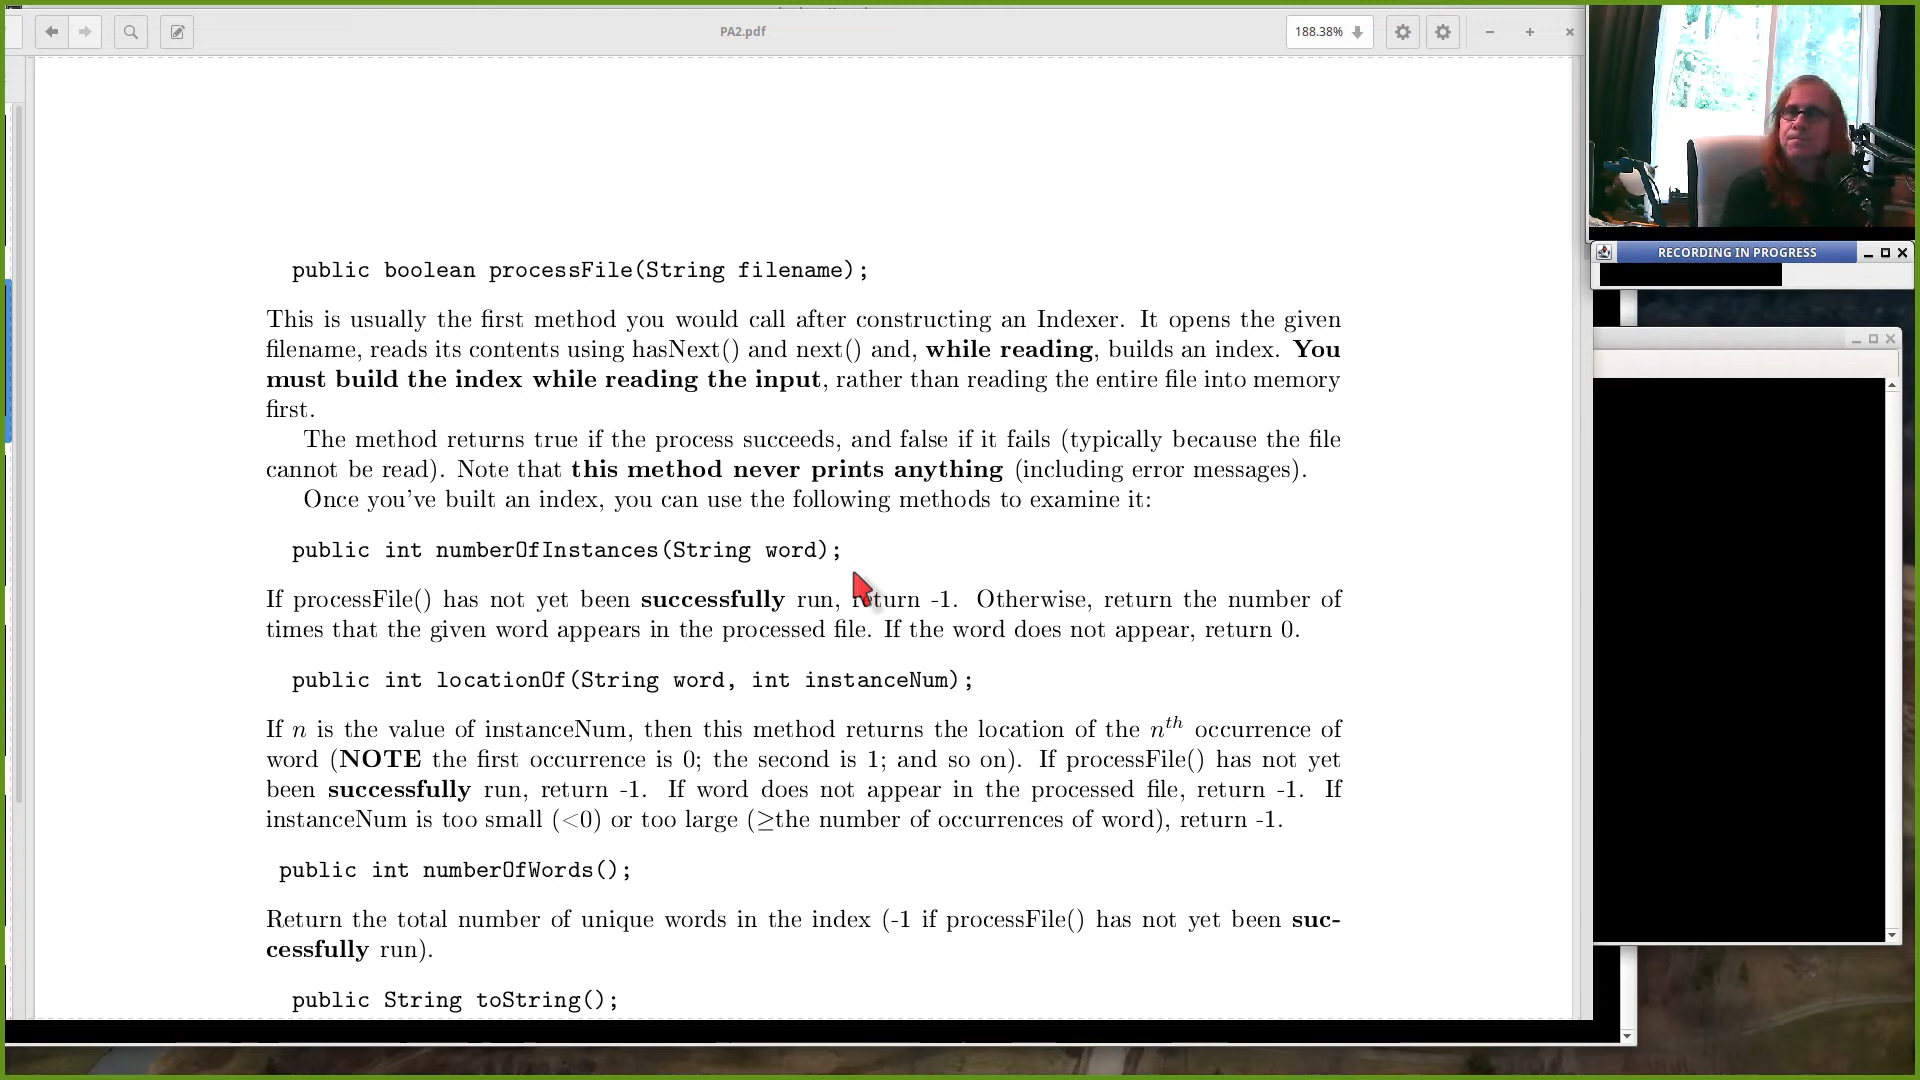 PA2.pdf
188.38%
RECORDING IN PROGRESS
public boolean processFile(String filename);
This is usually the first method you would call after constructing an Indexer. It opens the given
filename, reads its contents using hasNext() and next() and, while reading, builds an index. You
must build the index while reading the input, rather than reading the entire file into memory
first.
The method returns true if the process succeeds, and false if it fails (typically because the file
cannot be read). Note that this method never prints anything (including error messages).
Once you've built an index, you can use the following methods to examine it:
public int numberOfInstances(String word);
If processFile() has not yet been successfully run, return -1. Otherwise, return the number of
times that the given word appears in the processed file. If the word does not appear, return 0.
public int locationOf(String word, int instanceNum);
If n is the value of instanceNum, then this method returns the location of the nth occurrence of
word (NOTE the first occurrence is 0; the second is 1; and so on). If processFile() has not yet
been successfully run, return -1. If word does not appear in the processed file, return -1. If
instanceNum is too small (<0) or too large (≥the number of occurrences of word), return -1.
public int numberOfWords();
Return the total number of unique words in the index (-1 if processFile() has not yet been suc-
cessfully run).
public String toString();